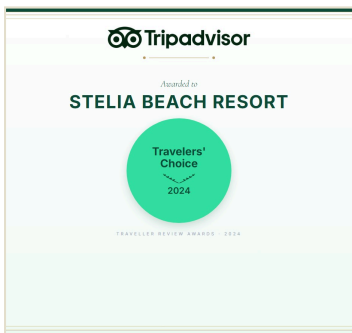 Tripadvisor
Awarded to
STELIA BEACH RESORT
Travelers'
Choice
2024
TRAVELLER REVIEW AWARDS · 2024